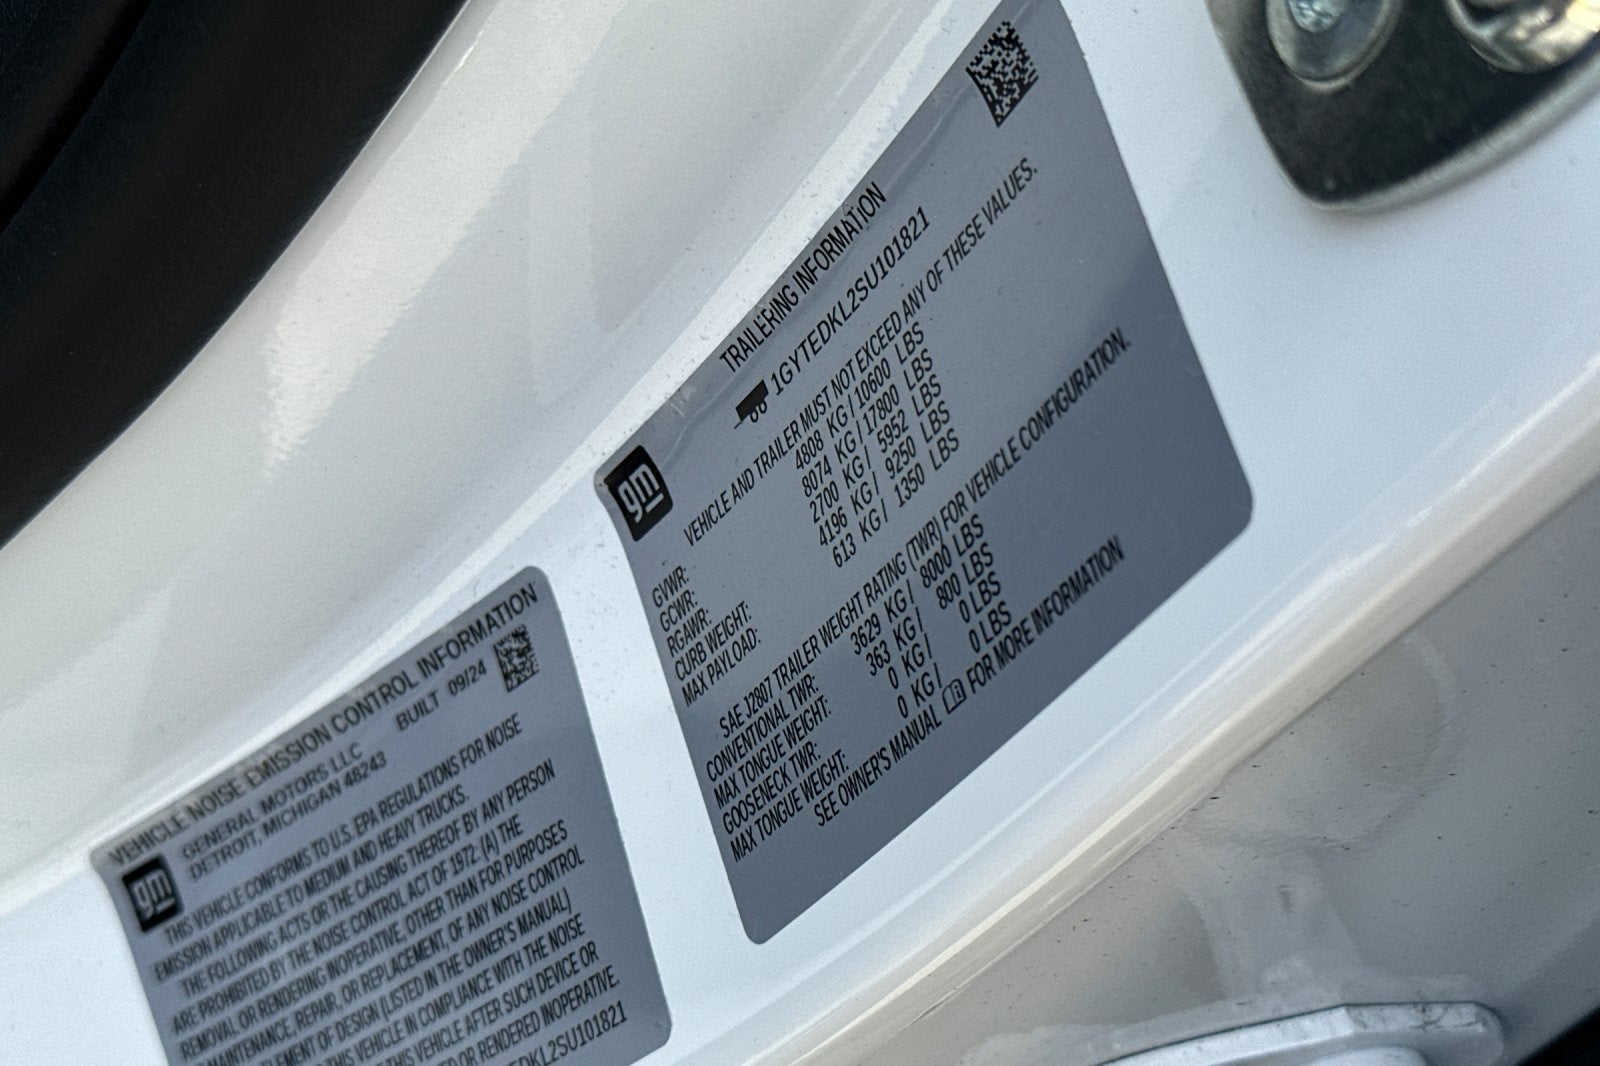 TRAILERING INFORMATION
1GYTEDKL2SU101821
VEHICLE AND TRAILER MUST NOT EXCEED ANY OF THESE VALUES.
gm
GVWR: 4808 KG/10600 LBS
GCWR: 8074 KG/17800 LBS
RGAWR: 2700 KG/ 5952 LBS
CURB WEIGHT: 4196 KG/ 9250 LBS
MAX PAYLOAD: 613 KG/ 1350 LBS
SAE J2807 TRAILER WEIGHT RATING (TWR) FOR VEHICLE CONFIGURATION.
CONVENTIONAL TWR: 3629 KG/ 8000 LBS
MAX TONGUE WEIGHT: 363 KG/ 800 LBS
GOOSENECK TWR: 0 KG/ 0 LBS
MAX TONGUE WEIGHT: 0 KG/ 0 LBS
SEE OWNER'S MANUAL FOR MORE INFORMATION
VEHICLE NOISE EMISSION CONTROL INFORMATION
gm
GENERAL MOTORS LLC
DETROIT, MICHIGAN 48243
BUILT 09/24
THIS VEHICLE CONFORMS TO U.S. EPA REGULATIONS FOR NOISE
EMISSION APPLICABLE TO MEDIUM AND HEAVY TRUCKS.
THE FOLLOWING ACTS OR THE CAUSING THEREOF BY ANY PERSON
ARE PROHIBITED BY THE NOISE CONTROL ACT OF 1972: (A) THE
REMOVAL OR RENDERING INOPERATIVE, OTHER THAN FOR PURPOSES
MAINTENANCE, REPAIR, OR REPLACEMENT, OF ANY NOISE CONTROL
OF DESIGN (LISTED IN THE OWNER'S MANUAL)
THIS VEHICLE IN COMPLIANCE WITH THE NOISE
THIS VEHICLE AFTER SUCH DEVICE OR
OR RENDERED INOPERATIVE.
EDKL2SU101821